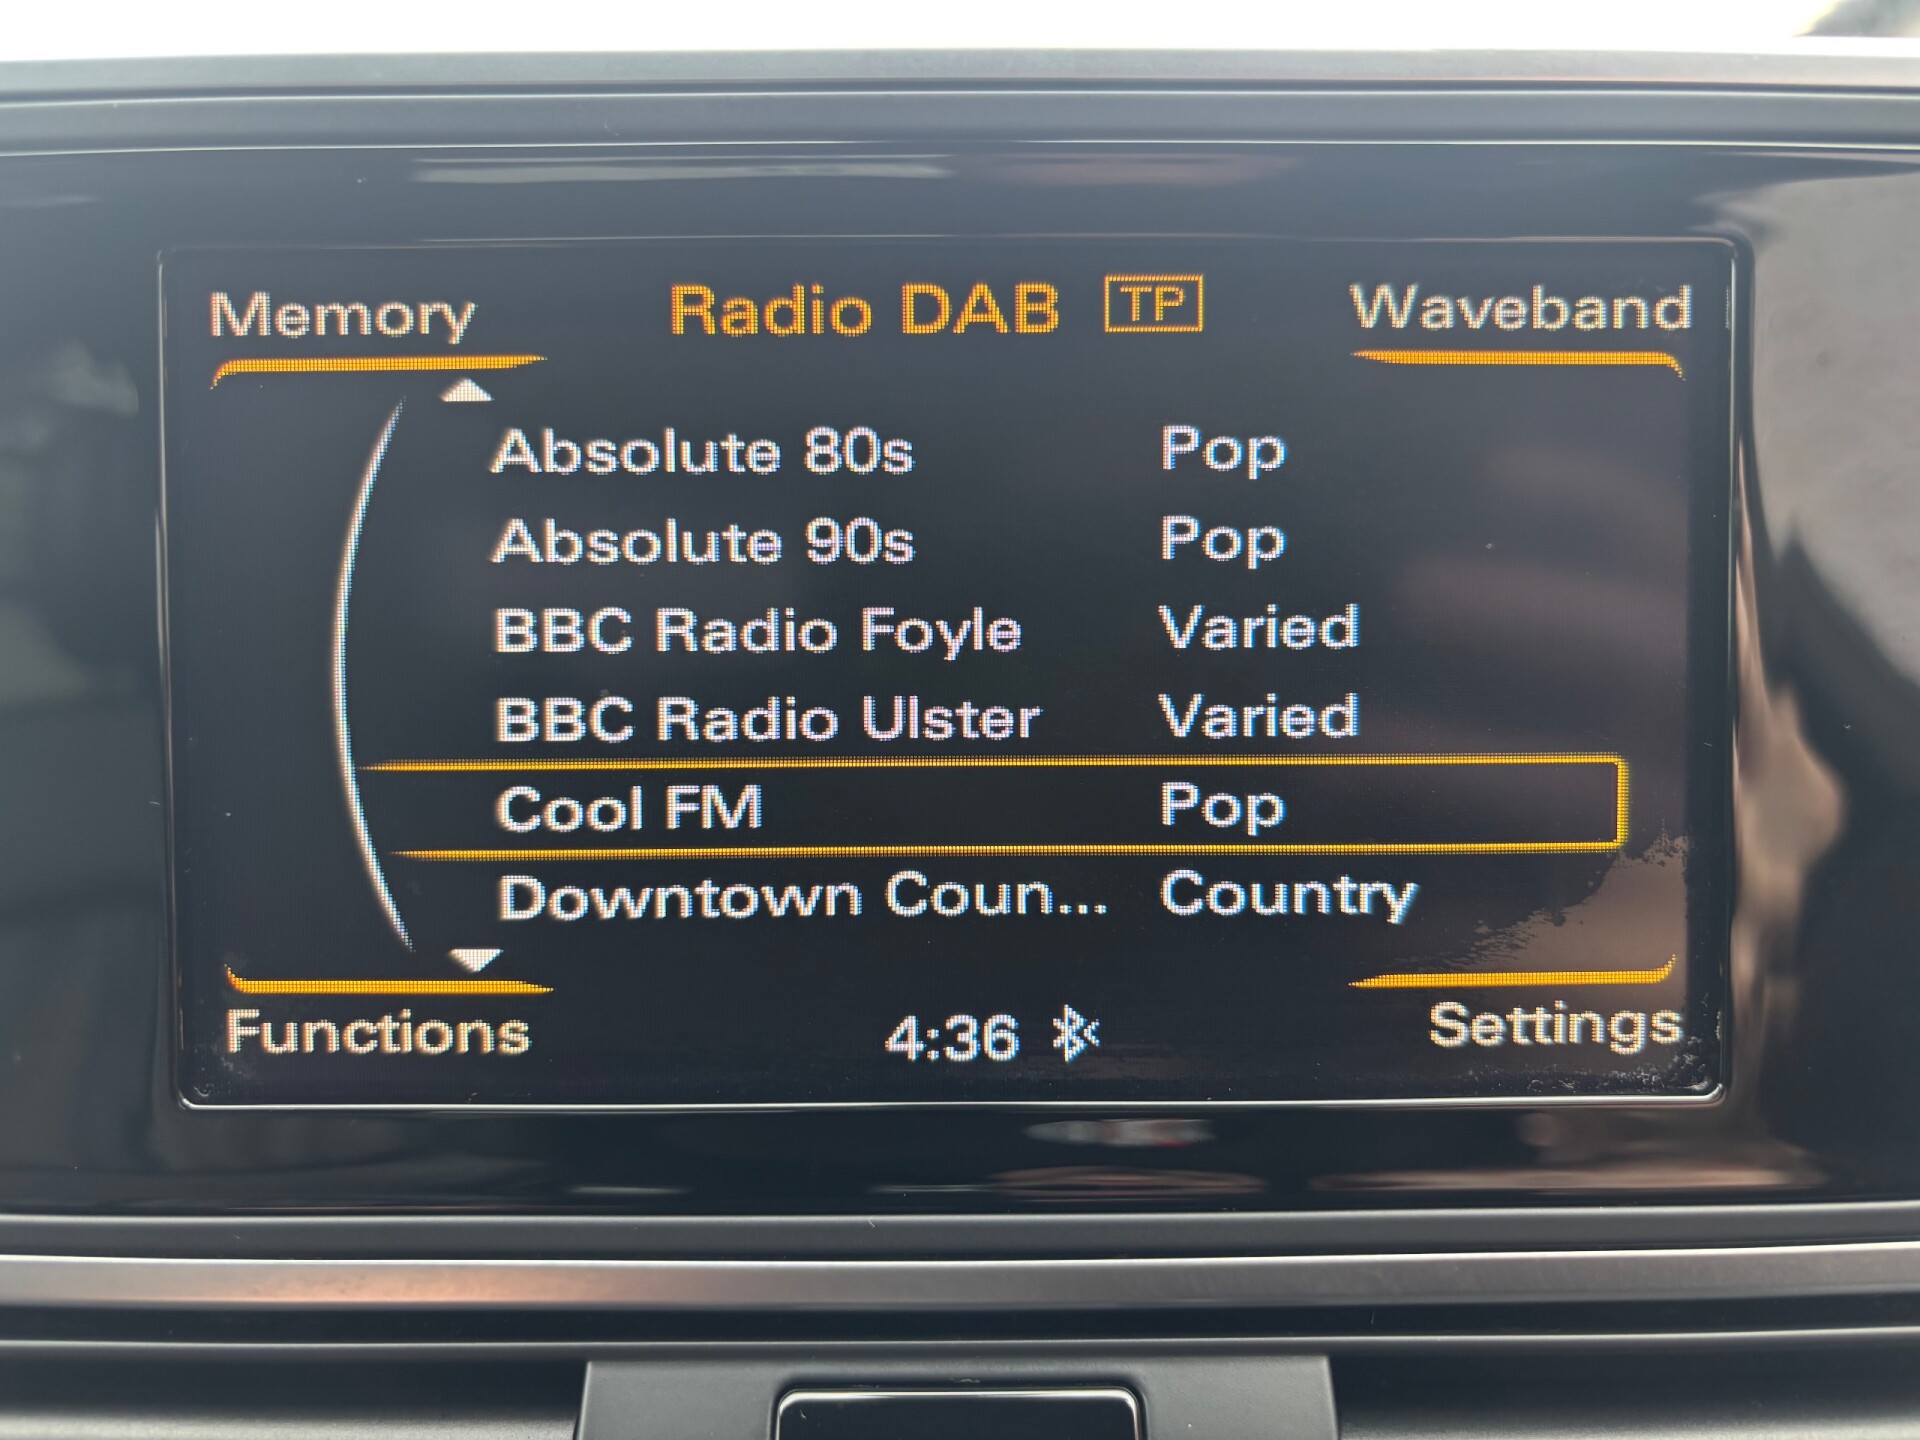 Memory Radio DAB TP Waveband
Absolute 80s Pop
Absolute 90s Pop
BBC Radio Foyle Varied
BBC Radio Ulster Varied
Cool FM Pop
Downtown Coun... Country
Functions 4:36 Settings